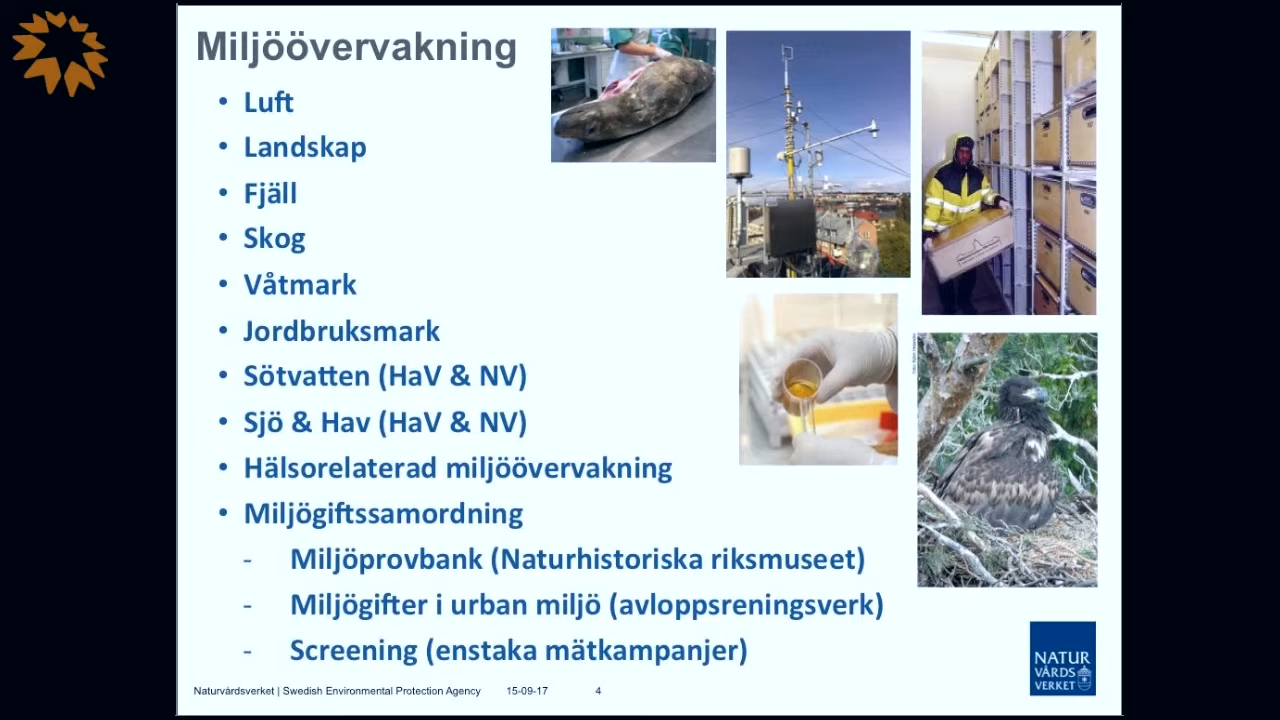 Miljöövervakning
• Luft
• Landskap
• Fjäll
• Skog
• Våtmark
• Jordbruksmark
• Sötvatten (HaV & NV)
• Sjö & Hav (HaV & NV)
• Hälsorelaterad miljöövervakning
• Miljögiftssamordning
- Miljöprovbank (Naturhistoriska riksmuseet)
- Miljögifter i urban miljö (avloppsreningsverk)
- Screening (enstaka mätkampanjer)
NATUR
VÅRDS
VERKET
Naturvårdsverket | Swedish Environmental Protection Agency 15-09-17 4